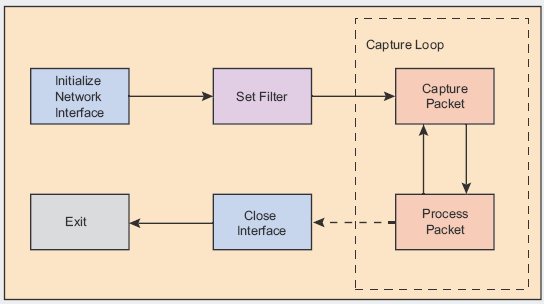 Capture Loop
Initialize
Network
Interface
Set Filter
Capture
Packet
Exit
Close
Interface
Process
Packet